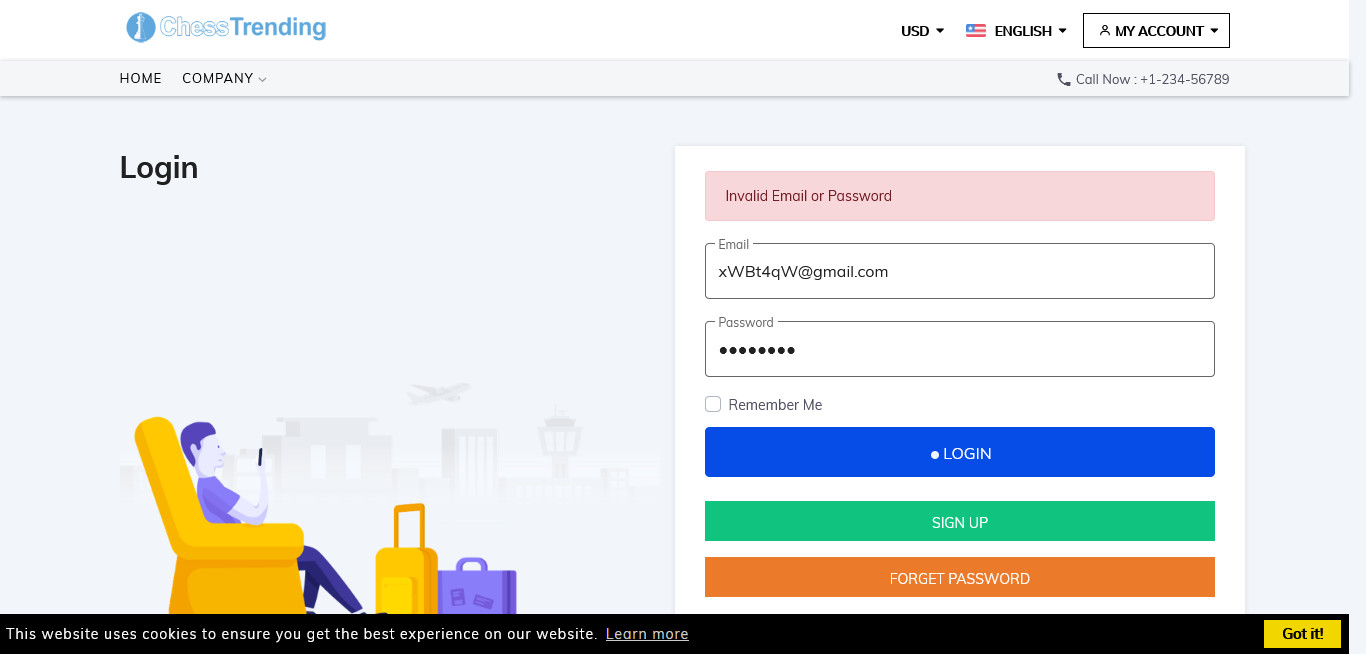 ChessTrending
USD
ENGLISH
MY ACCOUNT
HOME COMPANY
Call Now : +1-234-56789
Login
Invalid Email or Password
Email
xWBt4qW@gmail.com
Password
Remember Me
LOGIN
SIGN UP
FORGET PASSWORD
This website uses cookies to ensure you get the best experience on our website. Learn more
Got it!